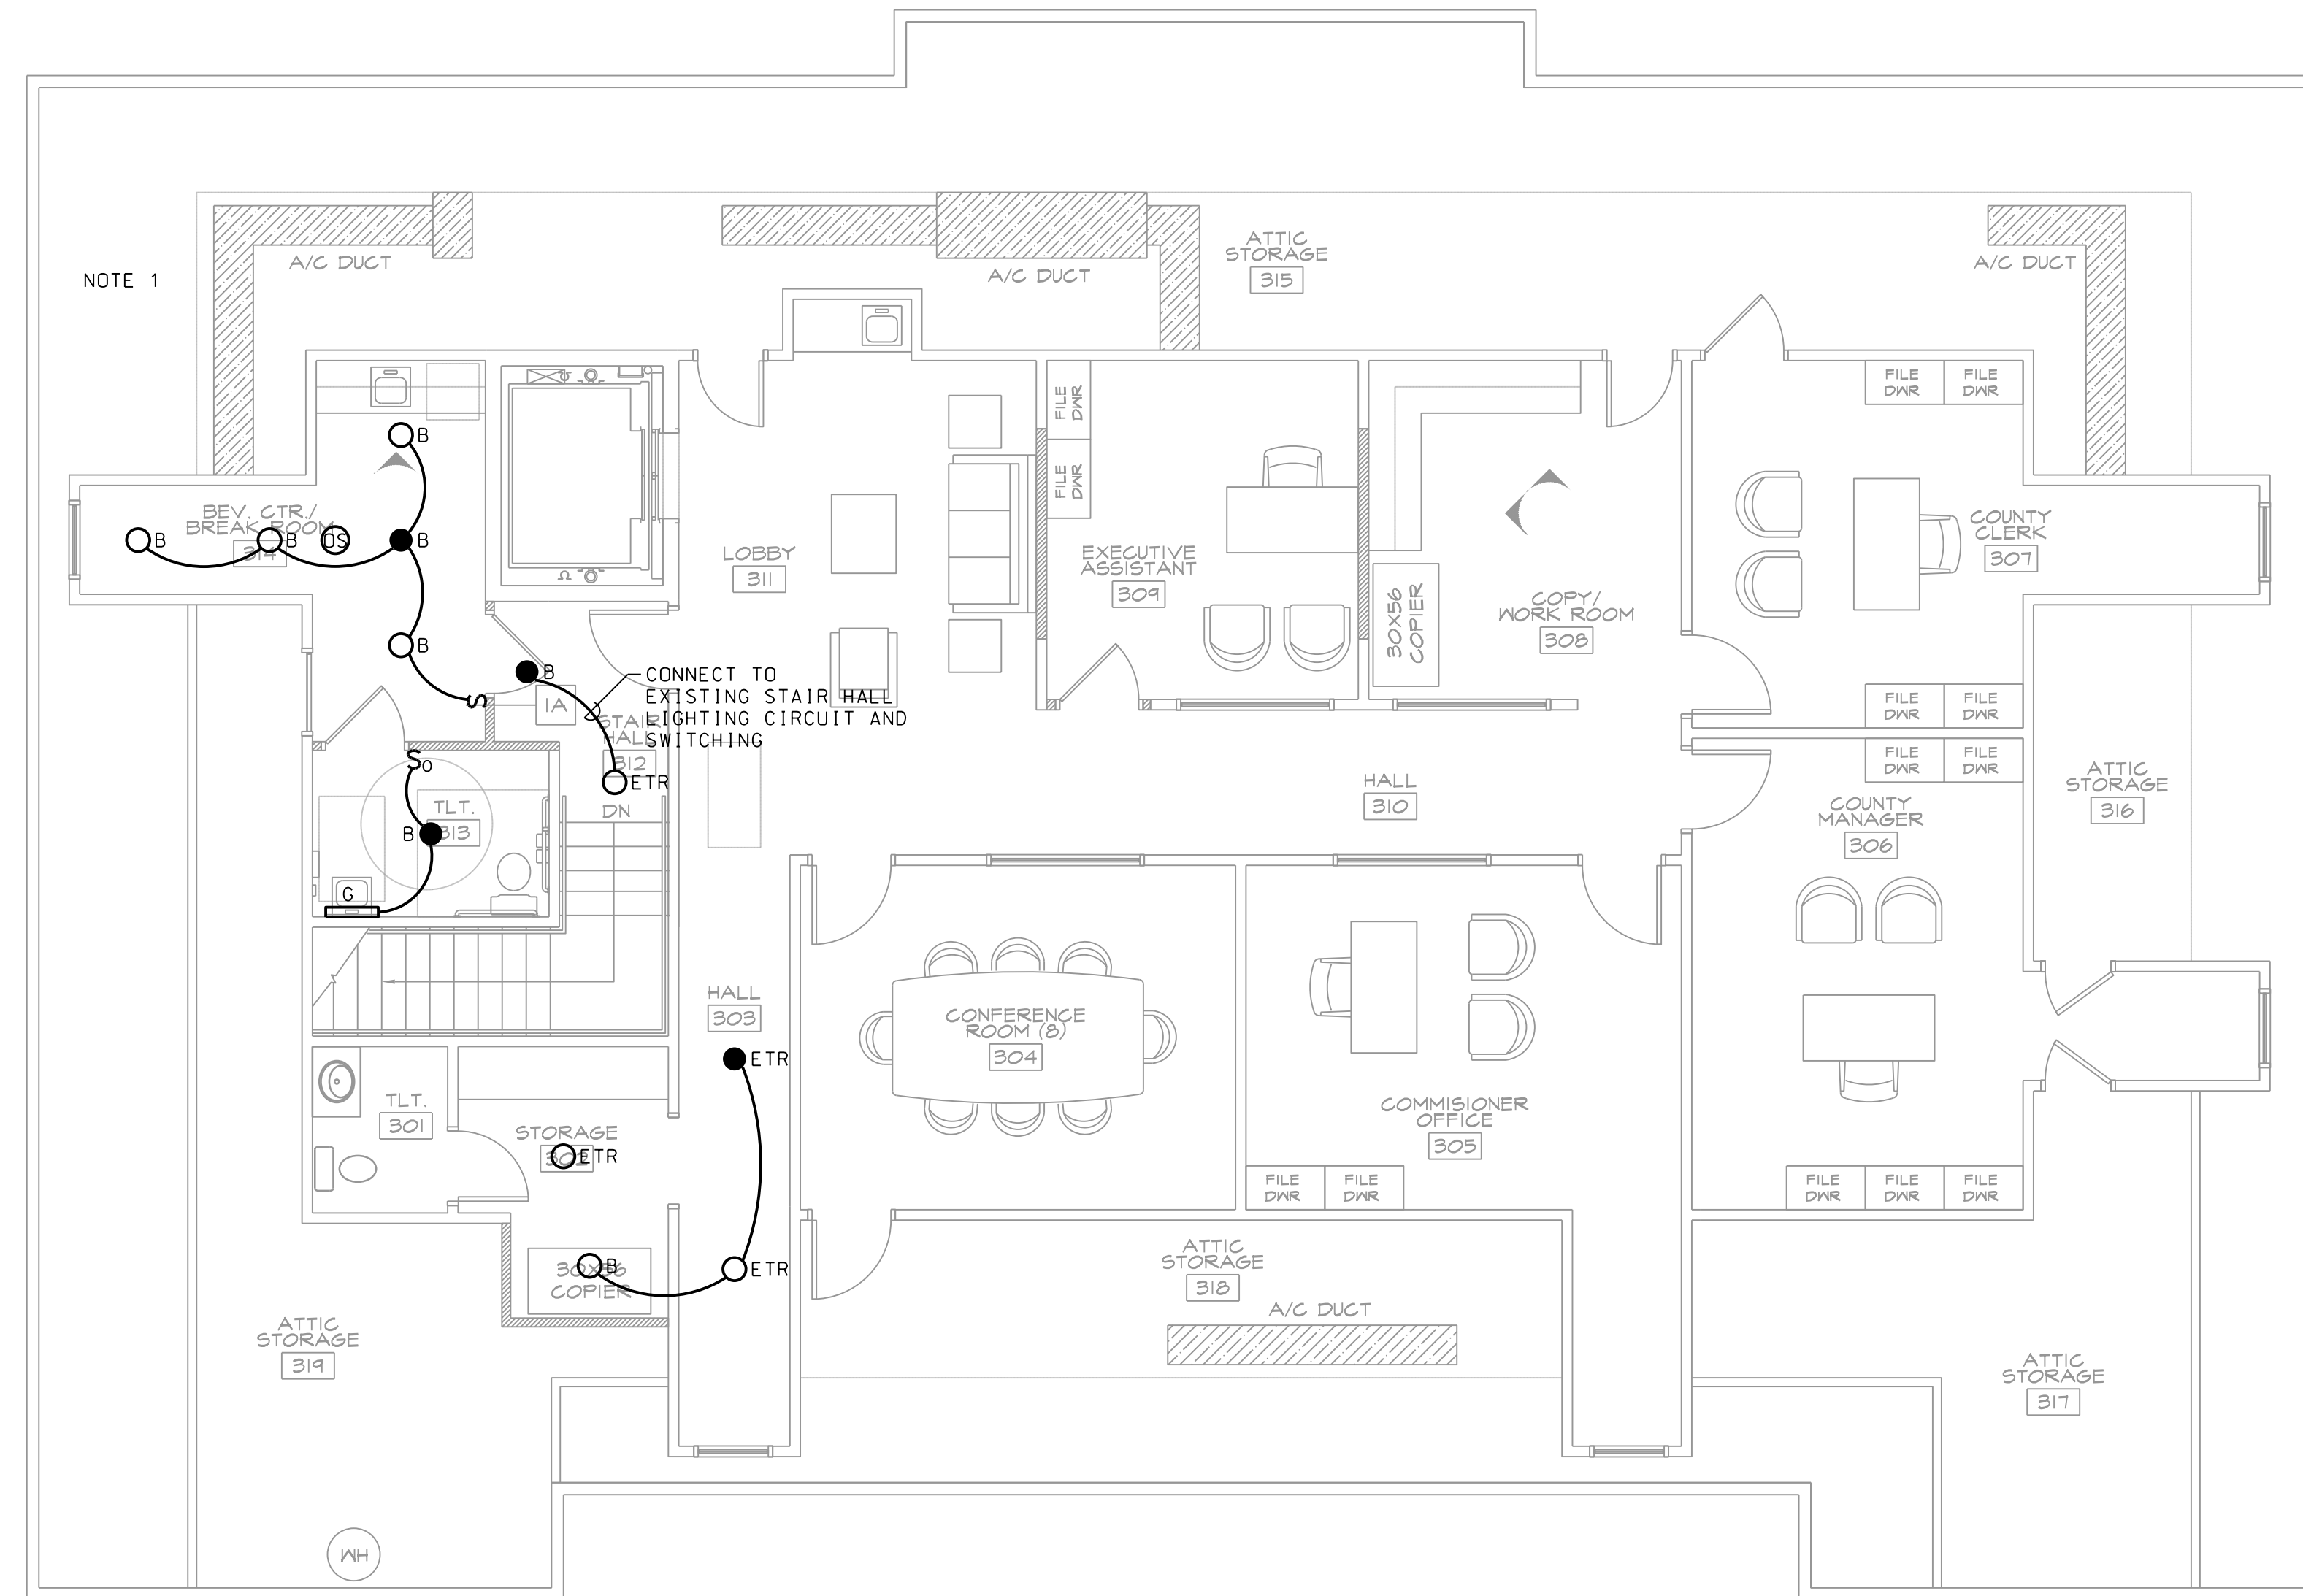 ATTIC
STORAGE
315
A/C DUCT
A/C DUCT
A/C DUCT
NOTE 1
FILE
DWR
FILE
DWR
FILE
DWR
FILE
DWR
B
BEV. CTR./
BREAK ROOM
314
B
B
OS
B
LOBBY
311
EXECUTIVE
ASSISTANT
309
30X56
COPIER
COPY/
WORK ROOM
308
COUNTY
CLERK
307
B
B
CONNECT TO
EXISTING STAIR HALL
LIGHTING CIRCUIT AND
SWITCHING
S
1A
STAIR
HALL
312
ETR
FILE
DWR
FILE
DWR
FILE
DWR
FILE
DWR
SO
TLT.
313
B
DN
HALL
310
COUNTY
MANAGER
306
ATTIC
STORAGE
316
G
HALL
303
CONFERENCE
ROOM (8)
304
ETR
TLT.
301
STORAGE
302
ETR
COMMISIONER
OFFICE
305
FILE
DWR
FILE
DWR
FILE
DWR
FILE
DWR
FILE
DWR
B
30X56
COPIER
ETR
ATTIC
STORAGE
318
A/C DUCT
ATTIC
STORAGE
319
ATTIC
STORAGE
317
WH